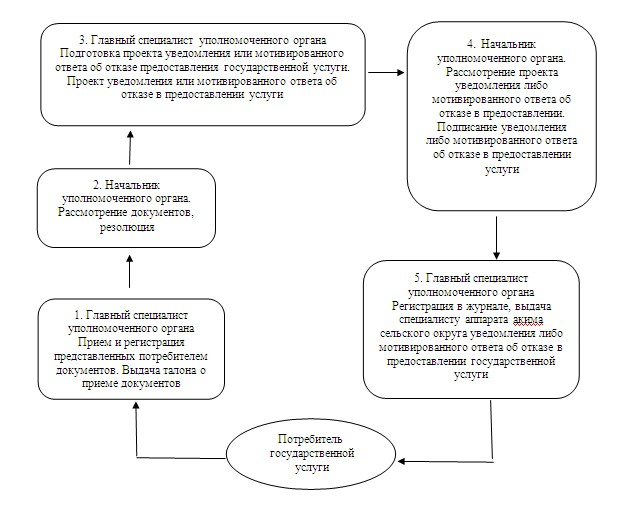 3. Главный специалист уполномоченного органа
Подготовка проекта уведомления или мотивированного
ответа об отказе предоставления государственной услуги.
Проект уведомления или мотивированного ответа об
отказе в предоставлении услуги
4. Начальник
уполномоченного органа.
Рассмотрение проекта
уведомления либо
мотивированного ответа об
отказе в предоставлении.
Подписание уведомления
либо мотивированного ответа
об отказе в предоставлении
услуги
2. Начальник
уполномоченного органа.
Рассмотрение документов,
резолюция
5. Главный специалист
уполномоченного органа
Регистрация в журнале, выдача
специалисту аппарата акима
сельского округа уведомления либо
мотивированного ответа об отказе в
предоставлении государственной
услуги
1. Главный специалист
уполномоченного органа
Прием и регистрация
представленных потребителем
документов. Выдача талона о
приеме документов
Потребитель
государственной
услуги